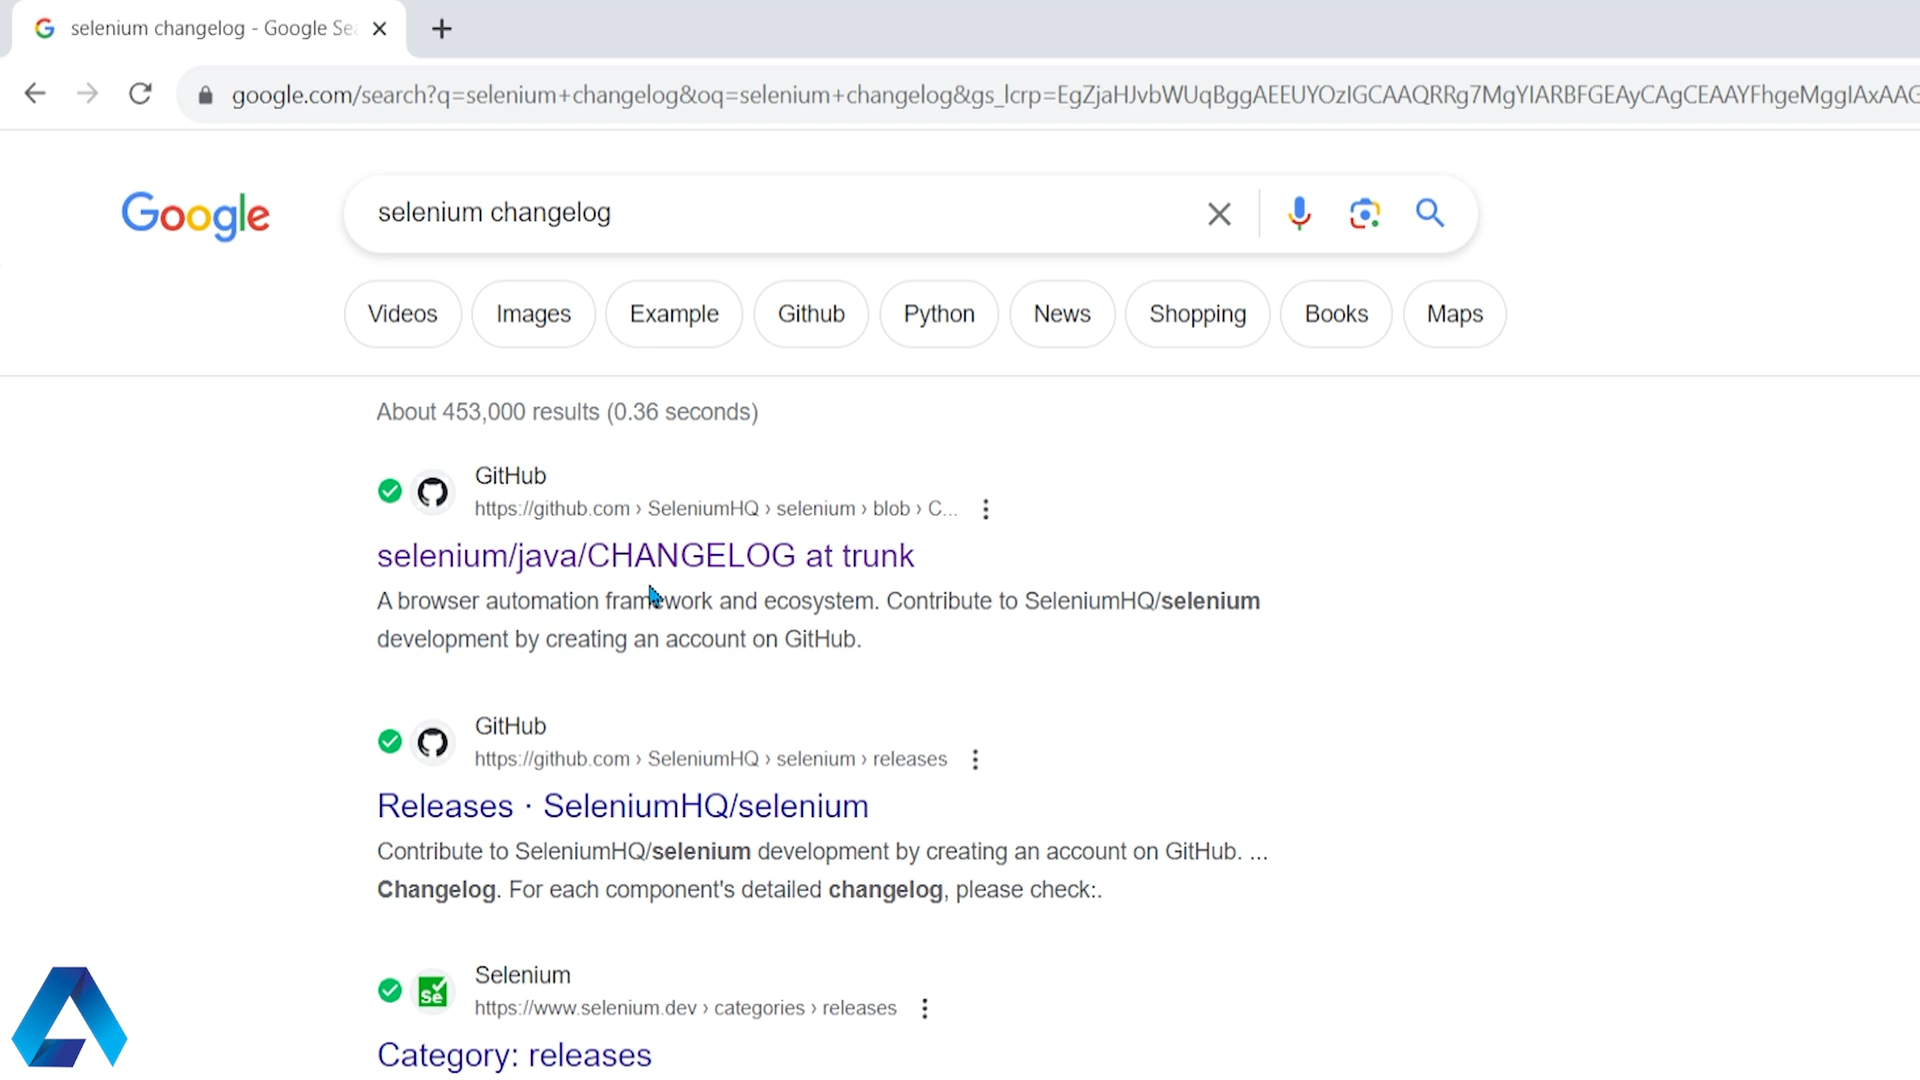 selenium changelog - Google Sea
google.com/search?q=selenium+changelog&oq=selenium+changelog&gs_lcrp=EgZjaHJvbWUqBggAEEUYOzIGCAAQRRg7MgYIARBFGEAyCAgCEAAYFhgeMggIAxAAG
Google
selenium changelog
Videos Images Example Github Python News Shopping Books Maps
About 453,000 results (0.36 seconds)
GitHub
https://github.com › SeleniumHQ › selenium › blob › C...
selenium/java/CHANGELOG at trunk
A browser automation framework and ecosystem. Contribute to SeleniumHQ/selenium
development by creating an account on GitHub.
GitHub
https://github.com › SeleniumHQ › selenium › releases
Releases · SeleniumHQ/selenium
Contribute to SeleniumHQ/selenium development by creating an account on GitHub. ...
Changelog. For each component's detailed changelog, please check:.
Se
Selenium
https://www.selenium.dev › categories › releases
Category: releases